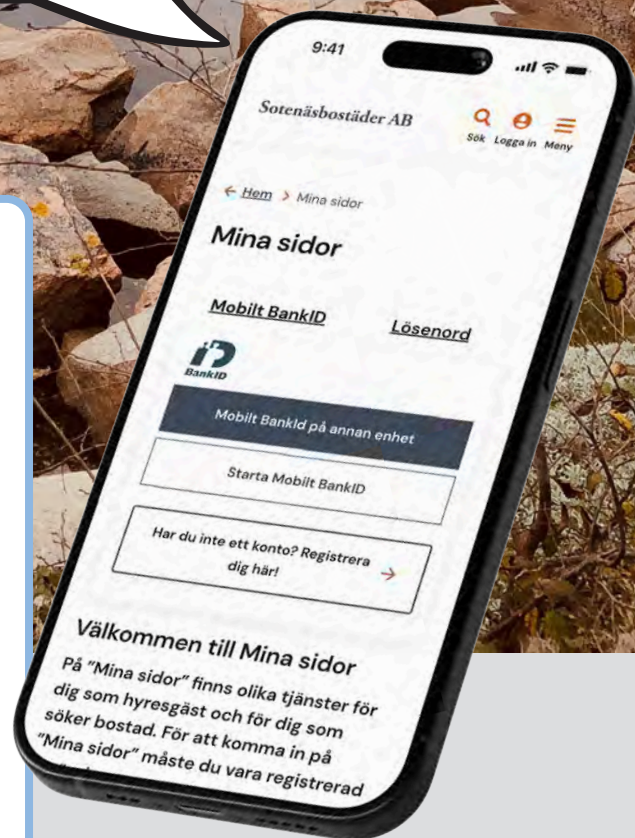 9:41
Sotenäsbostäder AB
Sök Logga in Meny
← Hem > Mina sidor
Mina sidor
Mobilt BankID Lösenord
BankID
Mobilt BankId på annan enhet
Starta Mobilt BankID
Har du inte ett konto? Registrera
dig här! →
Välkommen till Mina sidor
På "Mina sidor" finns olika tjänster för
dig som hyresgäst och för dig som
söker bostad. För att komma in på
"Mina sidor" måste du vara registrerad